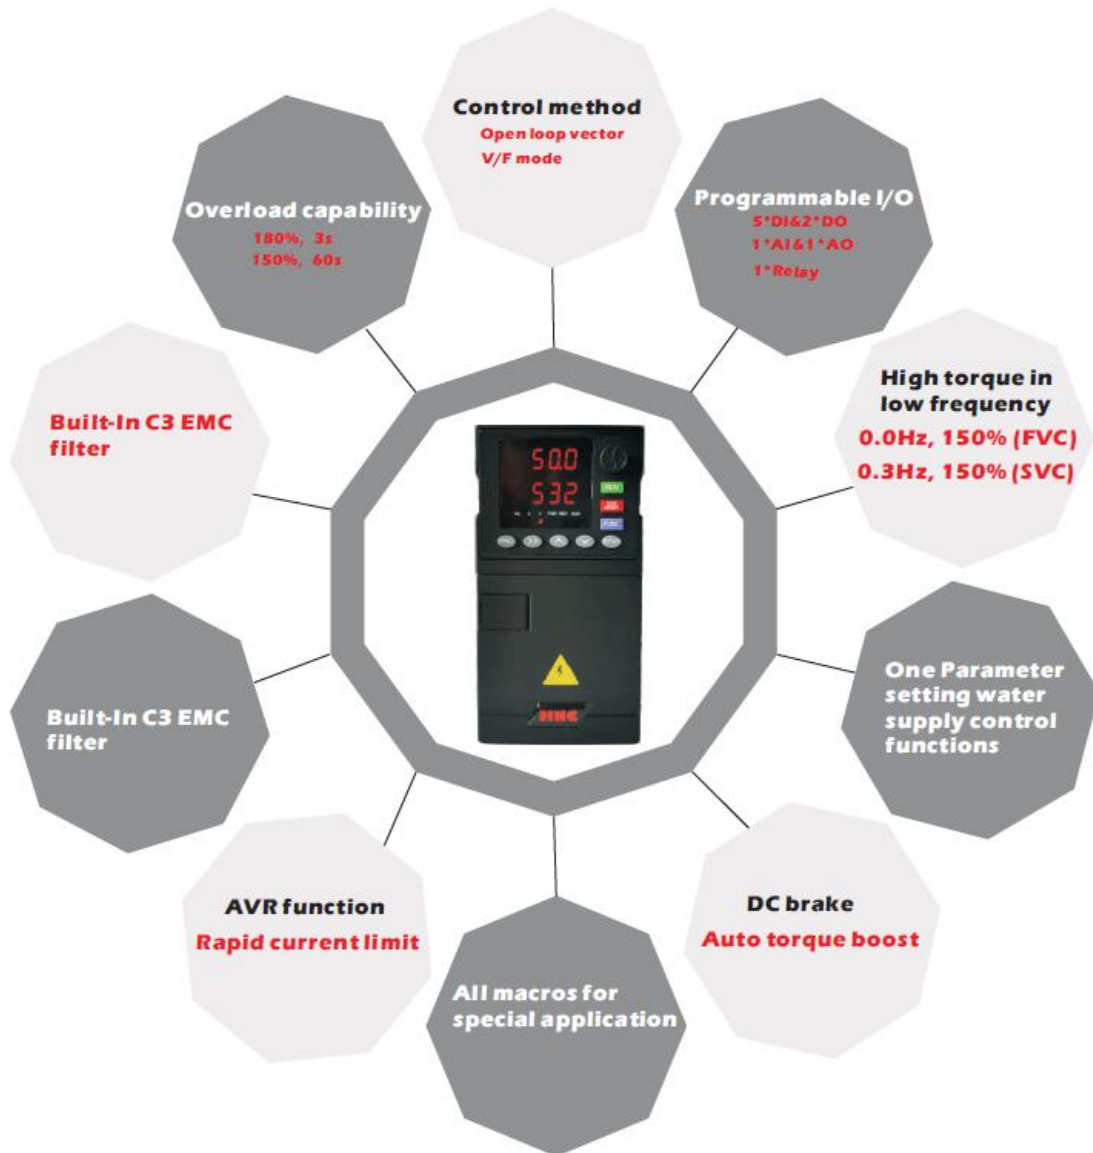 Control method
Open loop vector
V/F mode
Overload capability
180%, 3s
150%, 60s
Programmable I/O
5*DI&2*DO
1*AI&1*AO
1*Relay
Built-In C3 EMC
filter
High torque in
low frequency
0.0Hz, 150% (FVC)
0.3Hz, 150% (SVC)
50.0
532
RUN
FUNC
HNC
Built-In C3 EMC
filter
One Parameter
setting water
supply control
functions
AVR function
Rapid current limit
DC brake
Auto torque boost
All macros for
special application